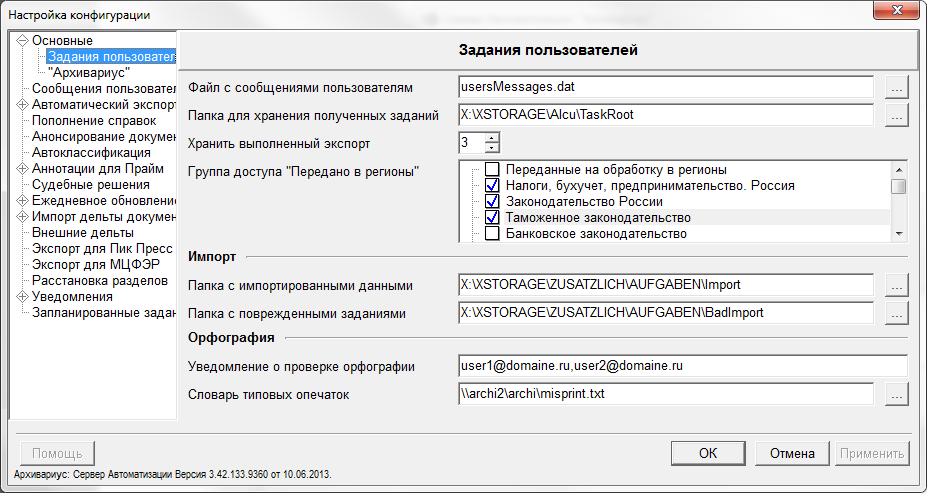 Настройка конфигурации
Основные
Задания пользовател
"Архивариус"
Сообщения пользовател
Автоматический экспорт
Пополнение справок
Анонсирование докумен
Автоклассификация
Аннотации для Прайм
Судебные решения
Ежедневное обновление
Импорт дельты докумен
Внешние дельты
Экспорт для Пик Пресс
Экспорт для МЦФЭР
Расстановка разделов
Уведомления
Запланированные задан
Задания пользователей
Файл с сообщениями пользователям
usersMessages.dat
...
Папка для хранения полученных заданий
X:\XSTORAGE\Alcu\TaskRoot
...
Хранить выполненный экспорт
3
Группа доступа "Передано в регионы"
Переданные на обработку в регионы
Налоги, бухучет, предпринимательство. Россия
Законодательство России
Таможенное законодательство
Банковское законодательство
Импорт
Папка с импортированными данными
X:\XSTORAGE\ZUSATZLICH\AUFGABEN\Import
...
Папка с поврежденными заданиями
X:\XSTORAGE\ZUSATZLICH\AUFGABEN\BadImport
...
Орфография
Уведомление о проверке орфографии
user1@domaine.ru,user2@domaine.ru
Словарь типовых опечаток
\\archi2\archi\misprint.txt
...
Помощь
OK
Отмена
Применить
Архивариус: Сервер Автоматизации Версия 3.42.133.9360 от 10.06.2013.